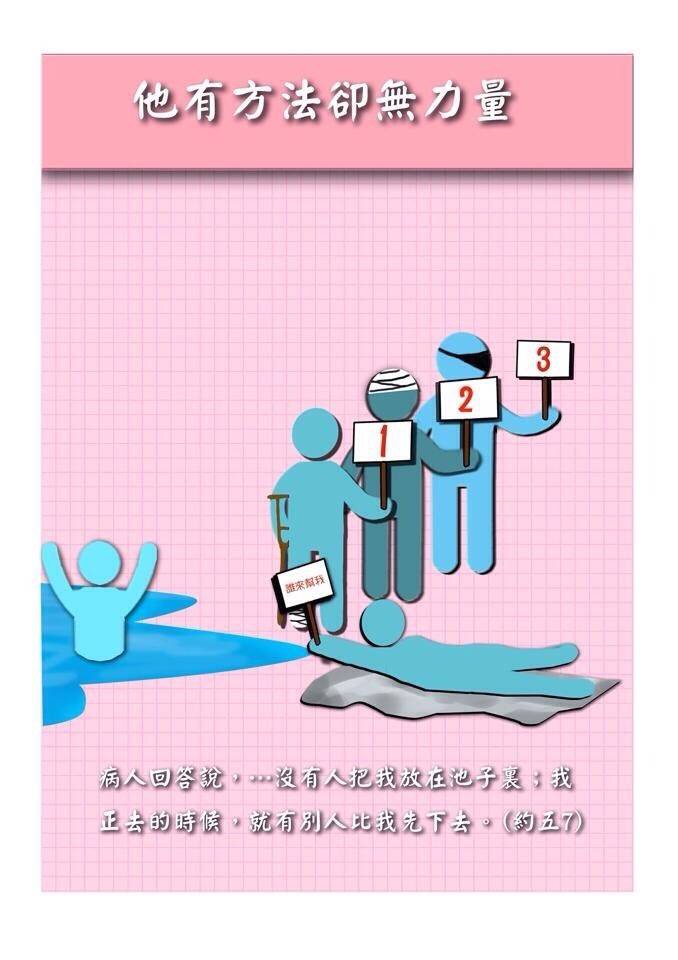 他有方法卻無力量
3
2
1
誰來幫我
病人回答說，…沒有人把我放在池子裏；我
正去的時候，就有別人比我先下去。(約五7)